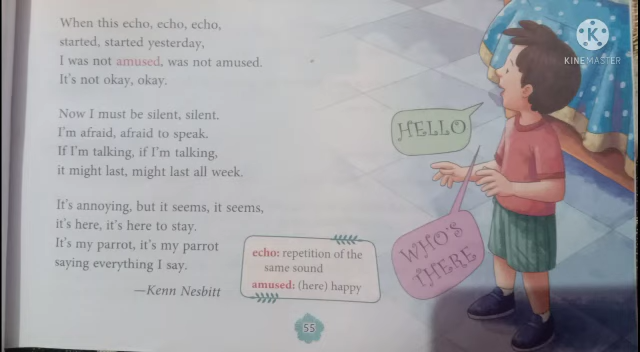 When this echo, echo, echo,
started, started yesterday,
I was not amused, was not amused.
It's not okay, okay.
Now I must be silent, silent.
I'm afraid, afraid to speak.
If I'm talking, if I'm talking,
it might last, might last all week.
It's annoying, but it seems, it seems,
it's here, it's here to stay.
It's my parrot, it's my parrot
saying everything I say.
—Kenn Nesbitt
echo: repetition of the
same sound
amused: (here) happy
55
HELLO
WHO'S
THERE
K
KINEMASTER